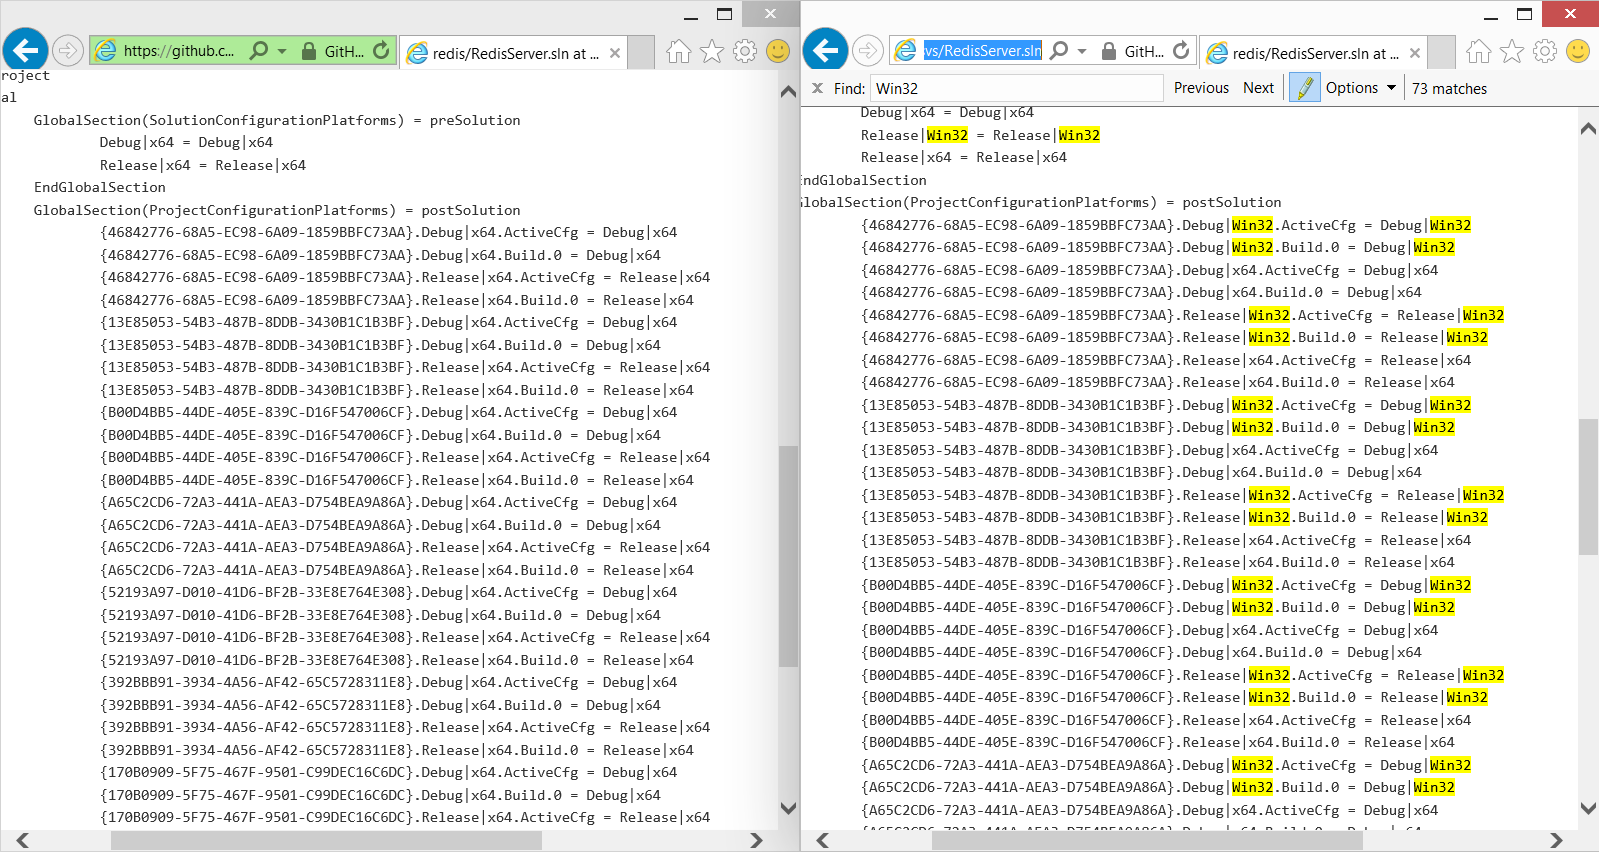 https://github.c...
GitH...
redis/RedisServer.sln at ...
roject
al
GlobalSection(SolutionConfigurationPlatforms) = preSolution
Debug|x64 = Debug|x64
Release|x64 = Release|x64
EndGlobalSection
GlobalSection(ProjectConfigurationPlatforms) = postSolution
{46842776-68A5-EC98-6A09-1859BBFC73AA}.Debug|x64.ActiveCfg = Debug|x64
{46842776-68A5-EC98-6A09-1859BBFC73AA}.Debug|x64.Build.0 = Debug|x64
{46842776-68A5-EC98-6A09-1859BBFC73AA}.Release|x64.ActiveCfg = Release|x64
{46842776-68A5-EC98-6A09-1859BBFC73AA}.Release|x64.Build.0 = Release|x64
{13E85053-54B3-487B-8DDB-3430B1C1B3BF}.Debug|x64.ActiveCfg = Debug|x64
{13E85053-54B3-487B-8DDB-3430B1C1B3BF}.Debug|x64.Build.0 = Debug|x64
{13E85053-54B3-487B-8DDB-3430B1C1B3BF}.Release|x64.ActiveCfg = Release|x64
{13E85053-54B3-487B-8DDB-3430B1C1B3BF}.Release|x64.Build.0 = Release|x64
{B00D4BB5-44DE-405E-839C-D16F547006CF}.Debug|x64.ActiveCfg = Debug|x64
{B00D4BB5-44DE-405E-839C-D16F547006CF}.Debug|x64.Build.0 = Debug|x64
{B00D4BB5-44DE-405E-839C-D16F547006CF}.Release|x64.ActiveCfg = Release|x64
{B00D4BB5-44DE-405E-839C-D16F547006CF}.Release|x64.Build.0 = Release|x64
{A65C2CD6-72A3-441A-AEA3-D754BEA9A86A}.Debug|x64.ActiveCfg = Debug|x64
{A65C2CD6-72A3-441A-AEA3-D754BEA9A86A}.Debug|x64.Build.0 = Debug|x64
{A65C2CD6-72A3-441A-AEA3-D754BEA9A86A}.Release|x64.ActiveCfg = Release|x64
{A65C2CD6-72A3-441A-AEA3-D754BEA9A86A}.Release|x64.Build.0 = Release|x64
{52193A97-D010-41D6-BF2B-33E8E764E308}.Debug|x64.ActiveCfg = Debug|x64
{52193A97-D010-41D6-BF2B-33E8E764E308}.Debug|x64.Build.0 = Debug|x64
{52193A97-D010-41D6-BF2B-33E8E764E308}.Release|x64.ActiveCfg = Release|x64
{52193A97-D010-41D6-BF2B-33E8E764E308}.Release|x64.Build.0 = Release|x64
{392BBB91-3934-4A56-AF42-65C5728311E8}.Debug|x64.ActiveCfg = Debug|x64
{392BBB91-3934-4A56-AF42-65C5728311E8}.Debug|x64.Build.0 = Debug|x64
{392BBB91-3934-4A56-AF42-65C5728311E8}.Release|x64.ActiveCfg = Release|x64
{392BBB91-3934-4A56-AF42-65C5728311E8}.Release|x64.Build.0 = Release|x64
{170B0909-5F75-467F-9501-C99DEC16C6DC}.Debug|x64.ActiveCfg = Debug|x64
{170B0909-5F75-467F-9501-C99DEC16C6DC}.Debug|x64.Build.0 = Debug|x64
{170B0909-5F75-467F-9501-C99DEC16C6DC}.Release|x64.ActiveCfg = Release|x64
vs/RedisServer.sln
GitH...
redis/RedisServer.sln at ...
Find: Win32
Previous Next
Options
73 matches
Debug|x64 = Debug|x64
Release|Win32 = Release|Win32
Release|x64 = Release|x64
EndGlobalSection
GlobalSection(ProjectConfigurationPlatforms) = postSolution
{46842776-68A5-EC98-6A09-1859BBFC73AA}.Debug|Win32.ActiveCfg = Debug|Win32
{46842776-68A5-EC98-6A09-1859BBFC73AA}.Debug|Win32.Build.0 = Debug|Win32
{46842776-68A5-EC98-6A09-1859BBFC73AA}.Debug|x64.ActiveCfg = Debug|x64
{46842776-68A5-EC98-6A09-1859BBFC73AA}.Debug|x64.Build.0 = Debug|x64
{46842776-68A5-EC98-6A09-1859BBFC73AA}.Release|Win32.ActiveCfg = Release|Win32
{46842776-68A5-EC98-6A09-1859BBFC73AA}.Release|Win32.Build.0 = Release|Win32
{46842776-68A5-EC98-6A09-1859BBFC73AA}.Release|x64.ActiveCfg = Release|x64
{46842776-68A5-EC98-6A09-1859BBFC73AA}.Release|x64.Build.0 = Release|x64
{13E85053-54B3-487B-8DDB-3430B1C1B3BF}.Debug|Win32.ActiveCfg = Debug|Win32
{13E85053-54B3-487B-8DDB-3430B1C1B3BF}.Debug|Win32.Build.0 = Debug|Win32
{13E85053-54B3-487B-8DDB-3430B1C1B3BF}.Debug|x64.ActiveCfg = Debug|x64
{13E85053-54B3-487B-8DDB-3430B1C1B3BF}.Debug|x64.Build.0 = Debug|x64
{13E85053-54B3-487B-8DDB-3430B1C1B3BF}.Release|Win32.ActiveCfg = Release|Win32
{13E85053-54B3-487B-8DDB-3430B1C1B3BF}.Release|Win32.Build.0 = Release|Win32
{13E85053-54B3-487B-8DDB-3430B1C1B3BF}.Release|x64.ActiveCfg = Release|x64
{13E85053-54B3-487B-8DDB-3430B1C1B3BF}.Release|x64.Build.0 = Release|x64
{B00D4BB5-44DE-405E-839C-D16F547006CF}.Debug|Win32.ActiveCfg = Debug|Win32
{B00D4BB5-44DE-405E-839C-D16F547006CF}.Debug|Win32.Build.0 = Debug|Win32
{B00D4BB5-44DE-405E-839C-D16F547006CF}.Debug|x64.ActiveCfg = Debug|x64
{B00D4BB5-44DE-405E-839C-D16F547006CF}.Debug|x64.Build.0 = Debug|x64
{B00D4BB5-44DE-405E-839C-D16F547006CF}.Release|Win32.ActiveCfg = Release|Win32
{B00D4BB5-44DE-405E-839C-D16F547006CF}.Release|Win32.Build.0 = Release|Win32
{B00D4BB5-44DE-405E-839C-D16F547006CF}.Release|x64.ActiveCfg = Release|x64
{B00D4BB5-44DE-405E-839C-D16F547006CF}.Release|x64.Build.0 = Release|x64
{A65C2CD6-72A3-441A-AEA3-D754BEA9A86A}.Debug|Win32.ActiveCfg = Debug|Win32
{A65C2CD6-72A3-441A-AEA3-D754BEA9A86A}.Debug|Win32.Build.0 = Debug|Win32
{A65C2CD6-72A3-441A-AEA3-D754BEA9A86A}.Debug|x64.ActiveCfg = Debug|x64